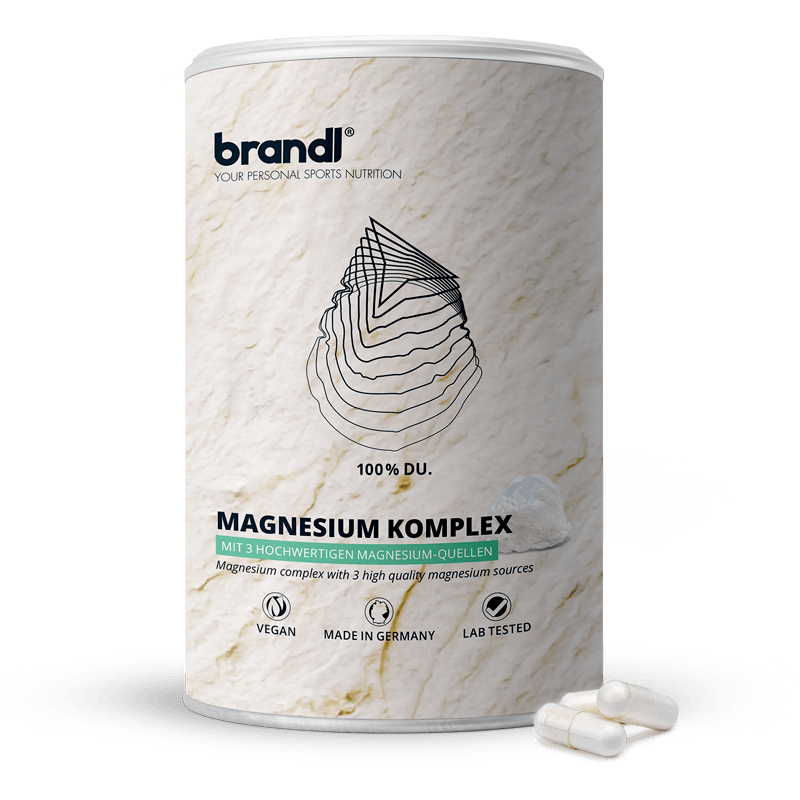 brandl®
YOUR PERSONAL SPORTS NUTRITION
100% DU.
MAGNESIUM KOMPLEX
MIT 3 HOCHWERTIGEN MAGNESIUM-QUELLEN
Magnesium complex with 3 high quality magnesium sources
VEGAN
MADE IN GERMANY
LAB TESTED